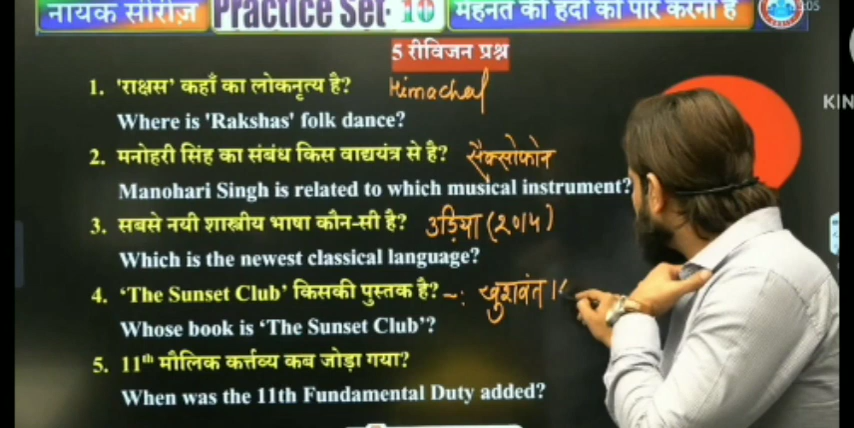 नायक सीरीज़ Practice Set- 10 मेहनत की हदों को पार करना है
5 रीविजन प्रश्न
1. 'राक्षस' कहाँ का लोकनृत्य है? Himachal
Where is 'Rakshas' folk dance?
2. मनोहरी सिंह का संबंध किस वाद्ययंत्र से है? सैक्सोफोन
Manohari Singh is related to which musical instrument?
3. सबसे नयी शास्त्रीय भाषा कौन-सी है? उड़िया (2014)
Which is the newest classical language?
4. 'The Sunset Club' किसकी पुस्तक है? -: खुशवंत
Whose book is 'The Sunset Club'?
5. 11th मौलिक कर्त्तव्य कब जोड़ा गया?
When was the 11th Fundamental Duty added?